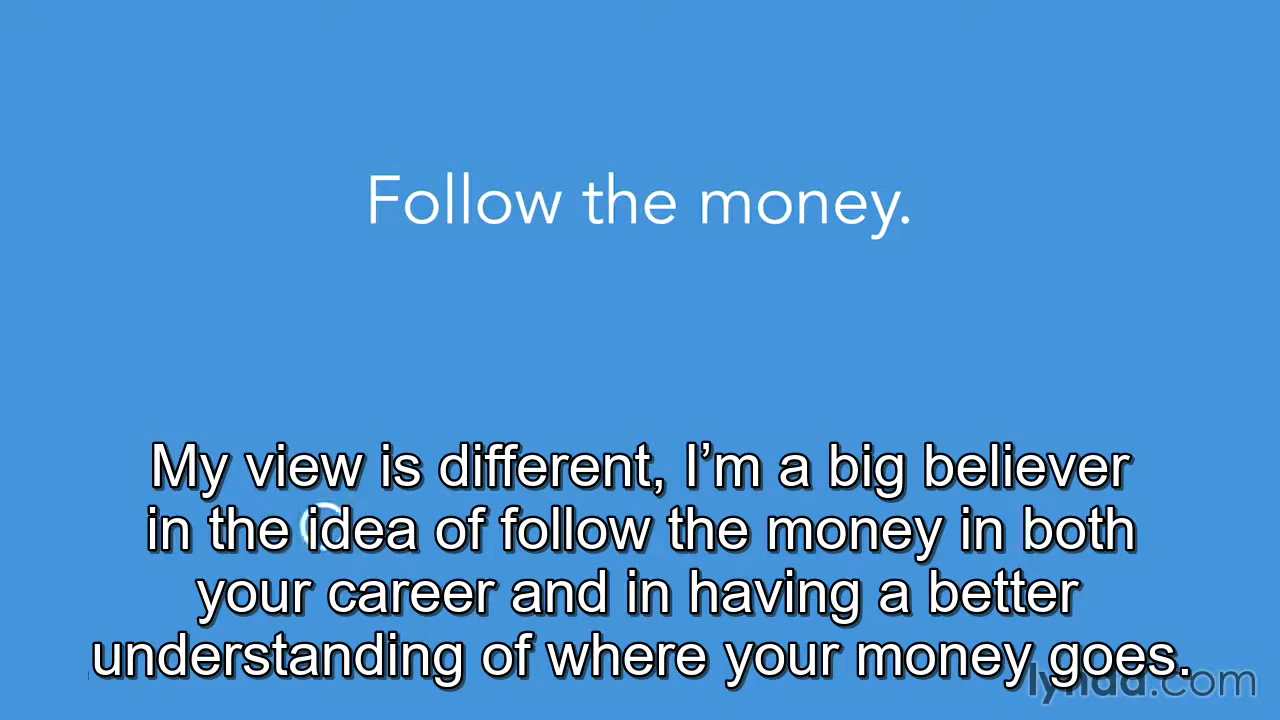 Follow the money.
My view is different, I’m a big believer
in the idea of follow the money in both
your career and in having a better
understanding of where your money goes.
lynda.com